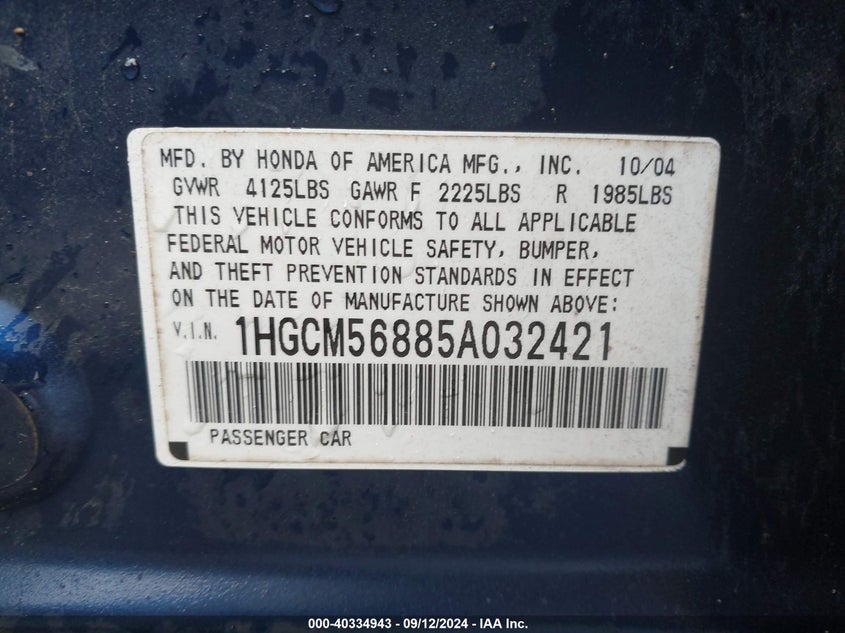 MFD. BY HONDA OF AMERICA MFG., INC. 10/04
GVWR 4125LBS GAWR F 2225LBS R 1985LBS
THIS VEHICLE CONFORMS TO ALL APPLICABLE
FEDERAL MOTOR VEHICLE SAFETY, BUMPER,
AND THEFT PREVENTION STANDARDS IN EFFECT
ON THE DATE OF MANUFACTURE SHOWN ABOVE:
V.I.N. 1HGCM56885A032421
PASSENGER CAR
000-40334943 - 09/12/2024 - IAA Inc.